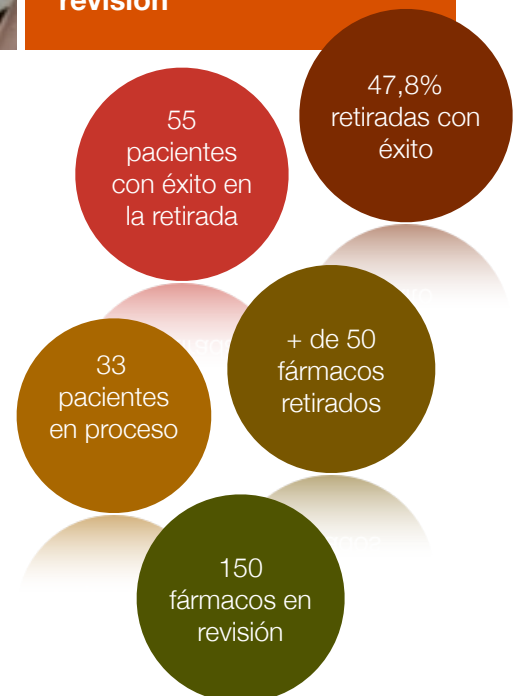 revisión
47,8%
retiradas con
éxito
55
pacientes
con éxito en
la retirada
+ de 50
fármacos
retirados
33
pacientes
en proceso
150
fármacos en
revisión